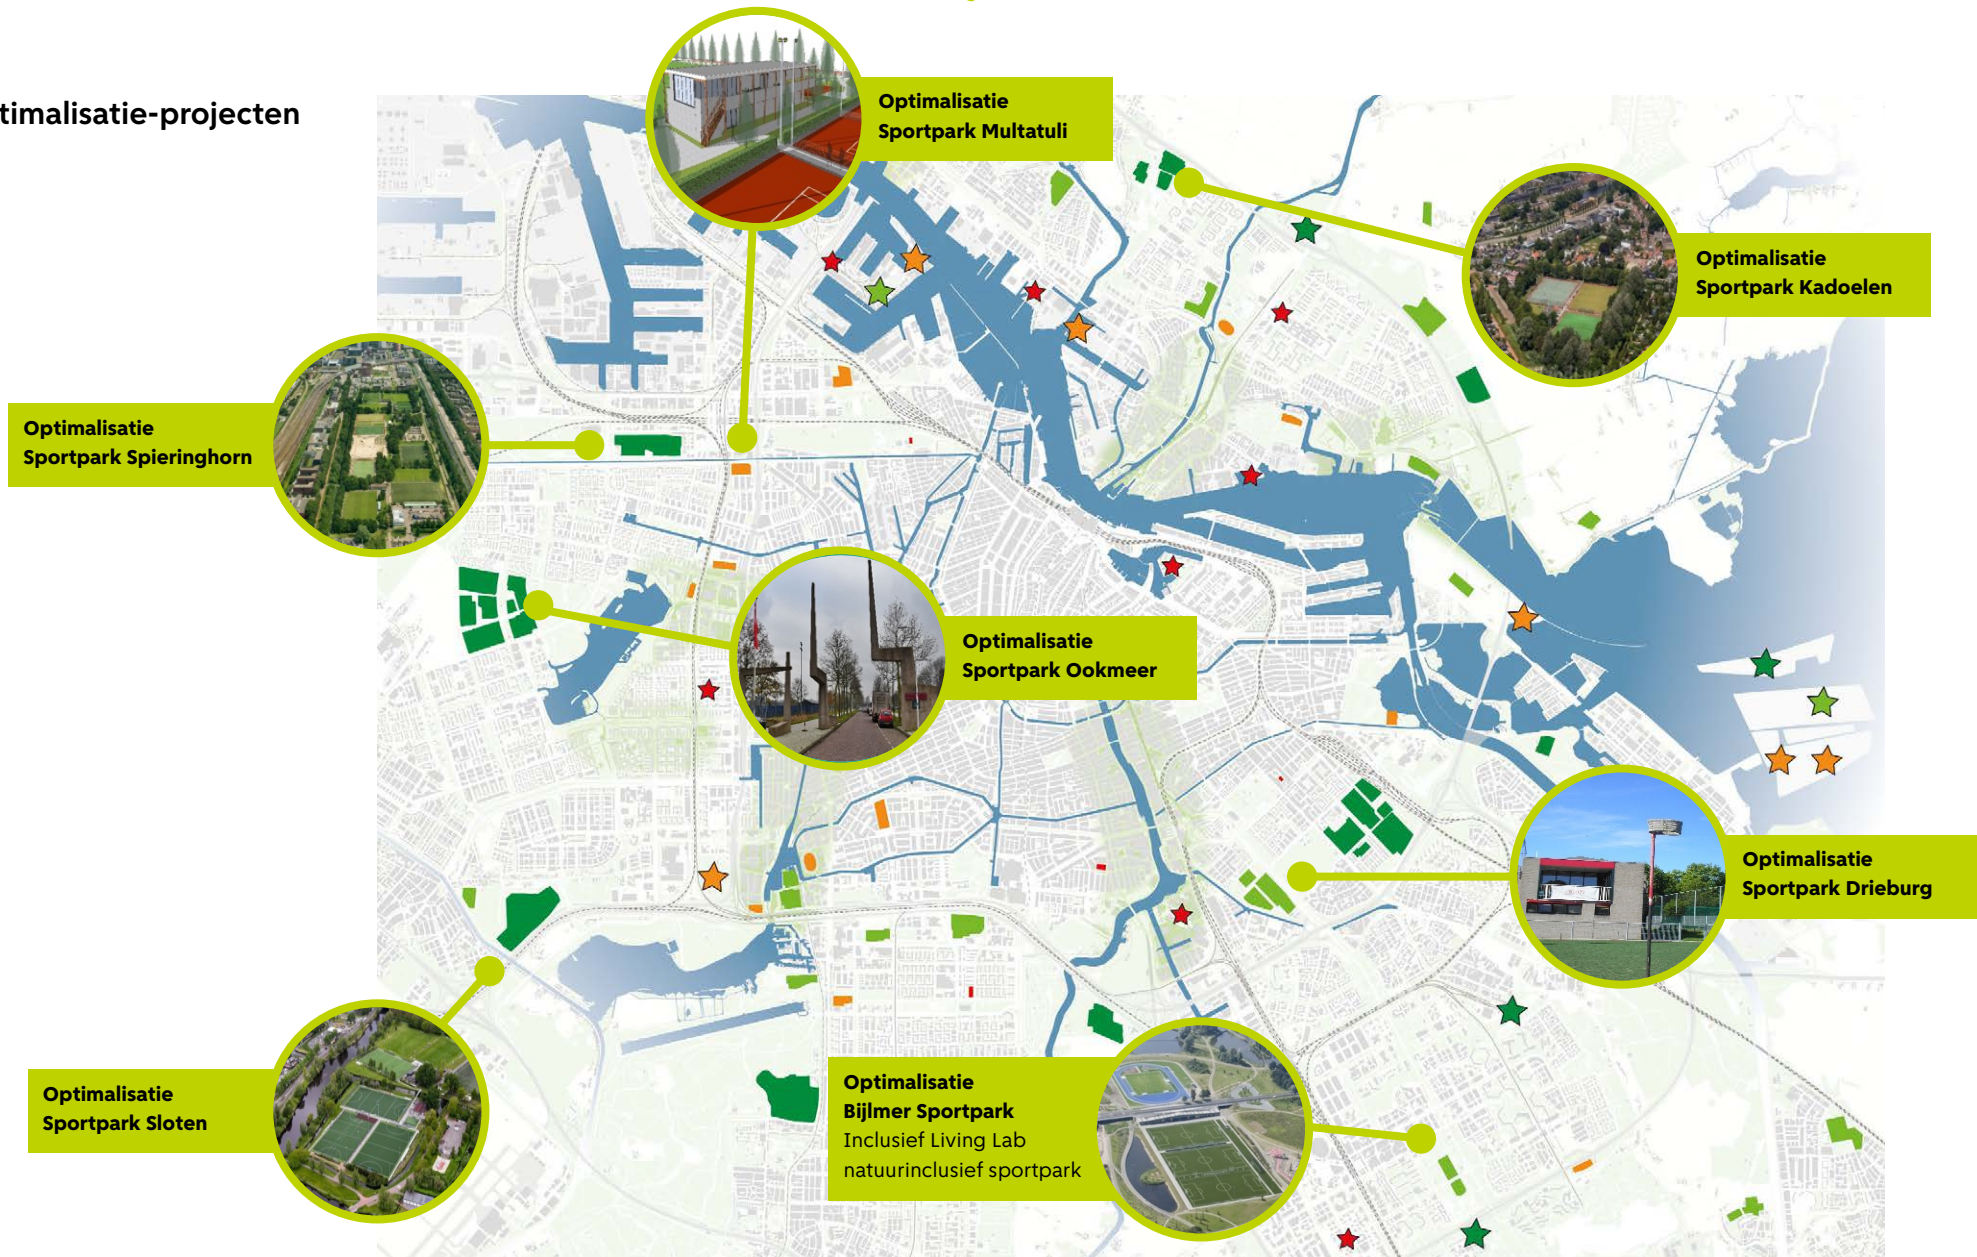 timalisatie-projecten
Optimalisatie
Sportpark Multatuli
Optimalisatie
Sportpark Kadoelen
Optimalisatie
Sportpark Spieringhorn
Optimalisatie
Sportpark Ookmeer
Optimalisatie
Sportpark Drieburg
Optimalisatie
Sportpark Sloten
Optimalisatie
Bijlmer Sportpark
Inclusief Living Lab
natuurinclusief sportpark